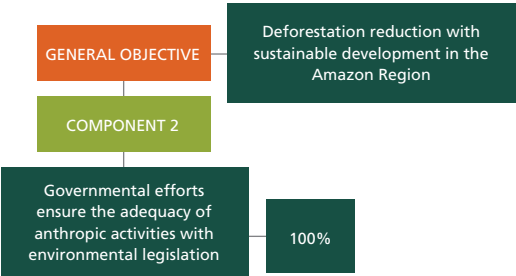 Deforestation reduction with
sustainable development in the
Amazon Region
GENERAL OBJECTIVE
COMPONENT 2
Governmental efforts
ensure the adequacy of
anthropic activities with
environmental legislation
100%